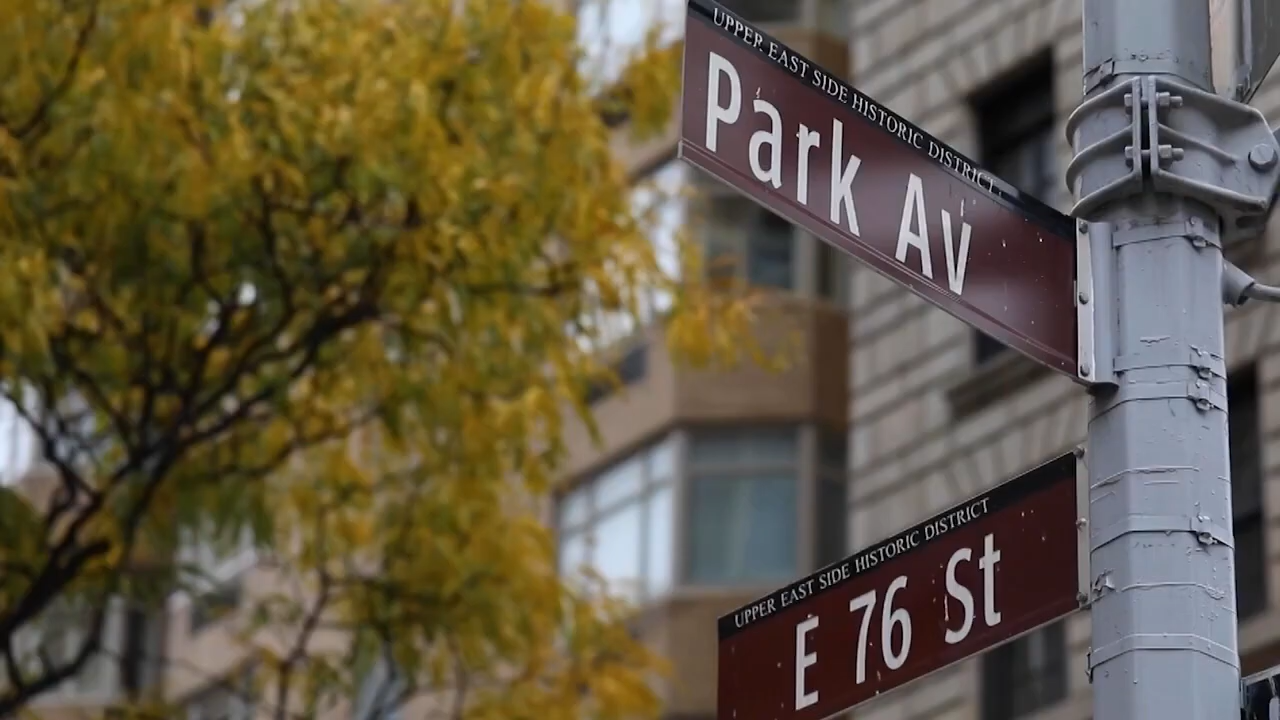 UPPER EAST SIDE HISTORIC DISTRICT
Park Av
UPPER EAST SIDE HISTORIC DISTRICT
E 76 St